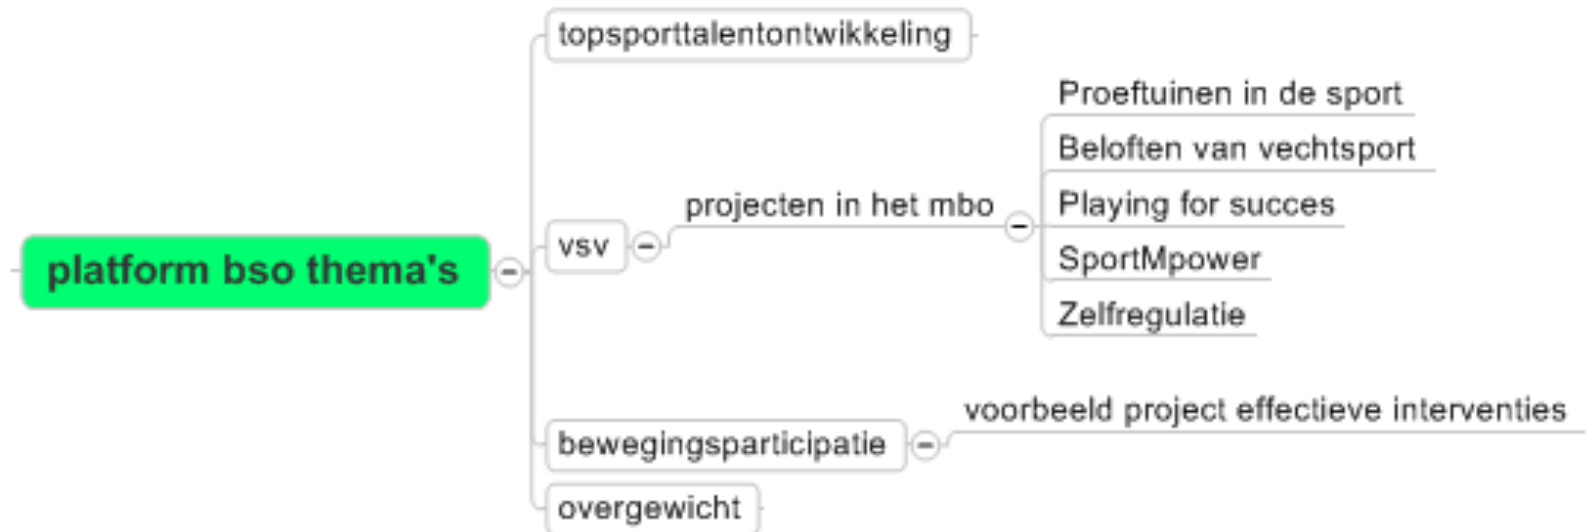 topsporttalentontwikkeling
Proeftuinen in de sport
Beloften van vechtsport
projecten in het mbo
Playing for succes
vsv
SportMpower
platform bso thema's
Zelfregulatie
voorbeeld project effectieve interventies
bewegingsparticipatie
overgewicht